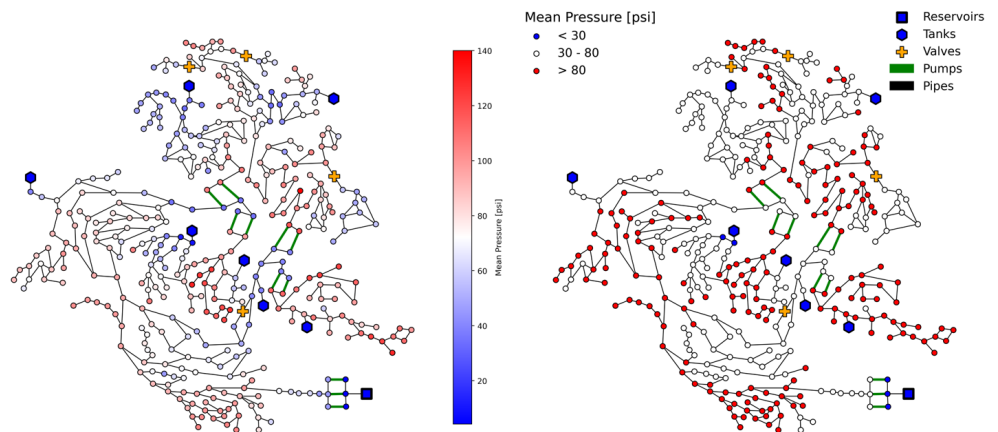 140
120
100
80
60
40
20
Mean Pressure [psi]
Mean Pressure [psi]
< 30
30 - 80
> 80
Reservoirs
Tanks
Valves
Pumps
Pipes